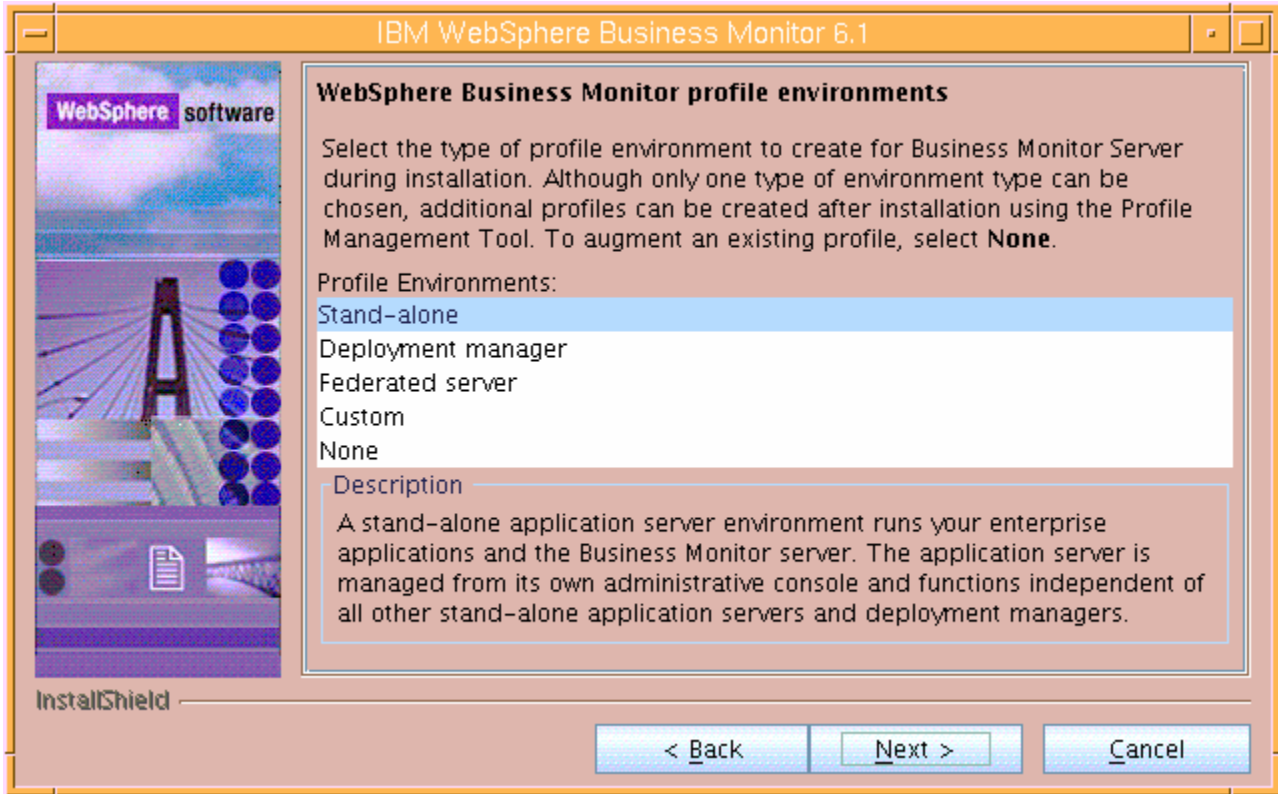 IBM WebSphere Business Monitor 6.1
WebSphere software
WebSphere Business Monitor profile environments
Select the type of profile environment to create for Business Monitor Server
during installation. Although only one type of environment type can be
chosen, additional profiles can be created after installation using the Profile
Management Tool. To augment an existing profile, select None.
Profile Environments:
Stand-alone
Deployment manager
Federated server
Custom
None
Description
A stand-alone application server environment runs your enterprise
applications and the Business Monitor server. The application server is
managed from its own administrative console and functions independent of
all other stand-alone application servers and deployment managers.
InstallShield
< Back
Next >
Cancel